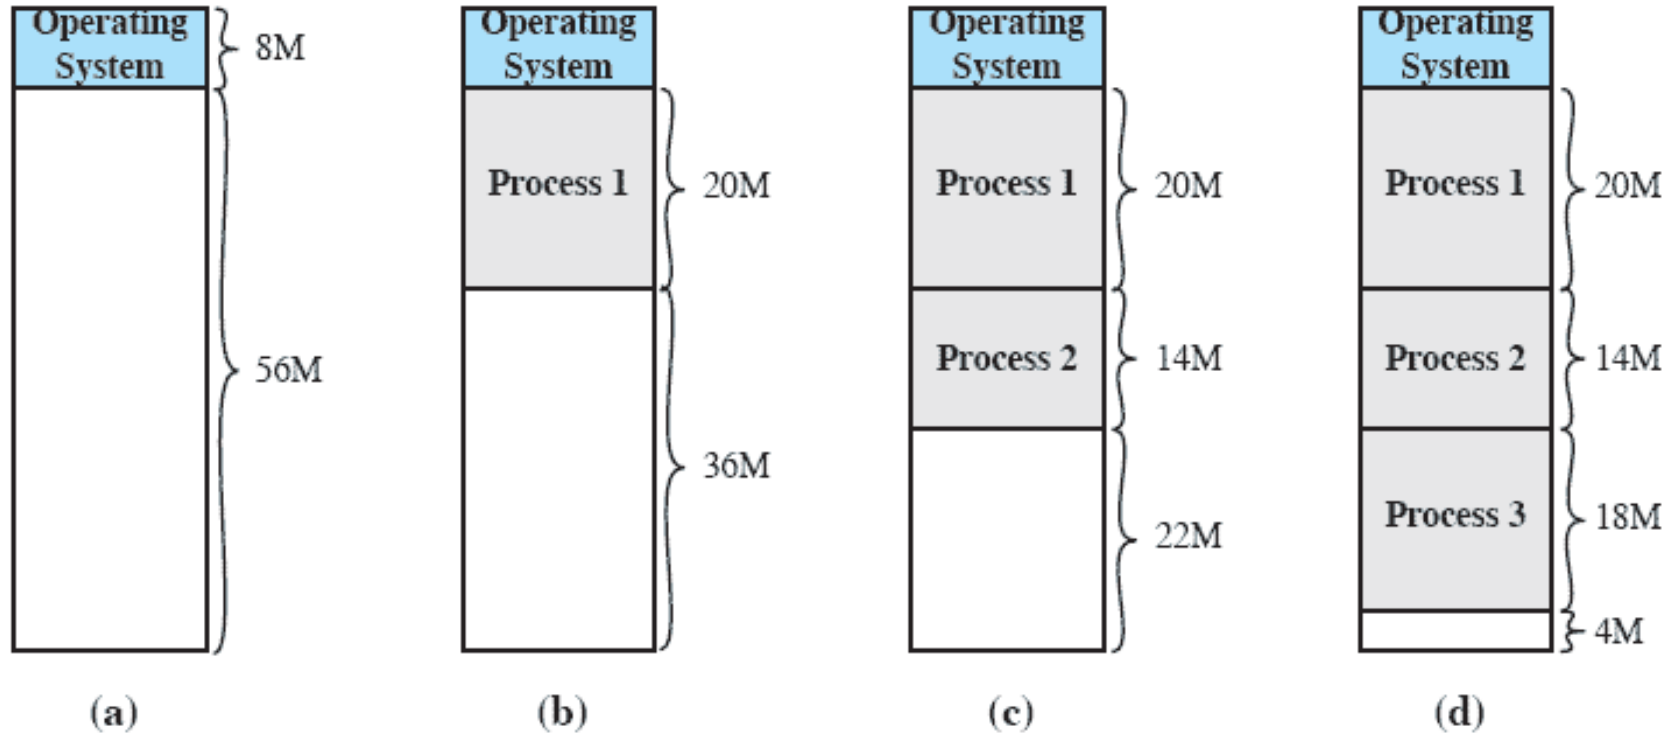 Operating
System
8M
56M
(a)
Operating
System
Process 1
20M
36M
(b)
Operating
System
Process 1
20M
Process 2
14M
22M
(c)
Operating
System
Process 1
20M
Process 2
14M
Process 3
18M
4M
(d)